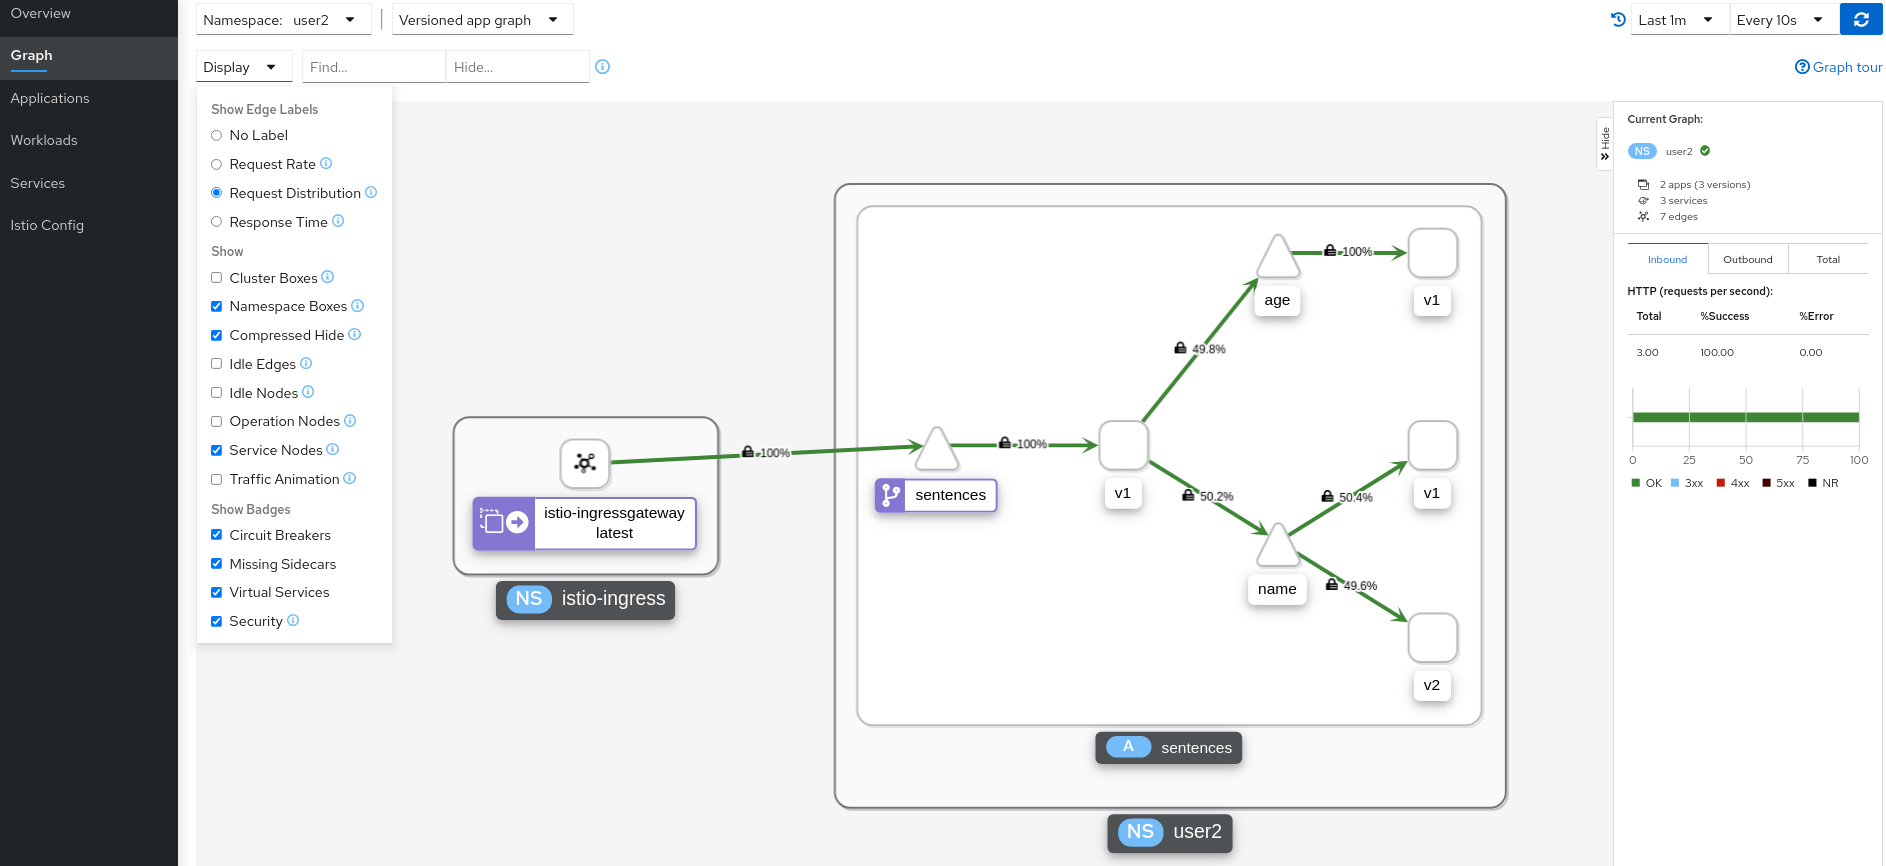 Overview
Graph
Applications
Workloads
Services
Istio Config
Namespace: user2
Versioned app graph
Last 1m
Every 10s
Display
Find...
Hide...
Graph tour
Show Edge Labels
No Label
Request Rate
Request Distribution
Response Time
Show
Cluster Boxes
Namespace Boxes
Compressed Hide
Idle Edges
Idle Nodes
Operation Nodes
Service Nodes
Traffic Animation
Show Badges
Circuit Breakers
Missing Sidecars
Virtual Services
Security
istio-ingressgateway
latest
NS istio-ingress
100%
sentences
100%
v1
49.8%
age
100%
v1
50.2%
name
50.4%
v1
49.6%
v2
A sentences
NS user2
Hide
Current Graph:
NS user2
2 apps (3 versions)
3 services
7 edges
Inbound
Outbound
Total
HTTP (requests per second):
Total %Success %Error
3.00 100.00 0.00
0 25 50 75 100
OK 3xx 4xx 5xx NR